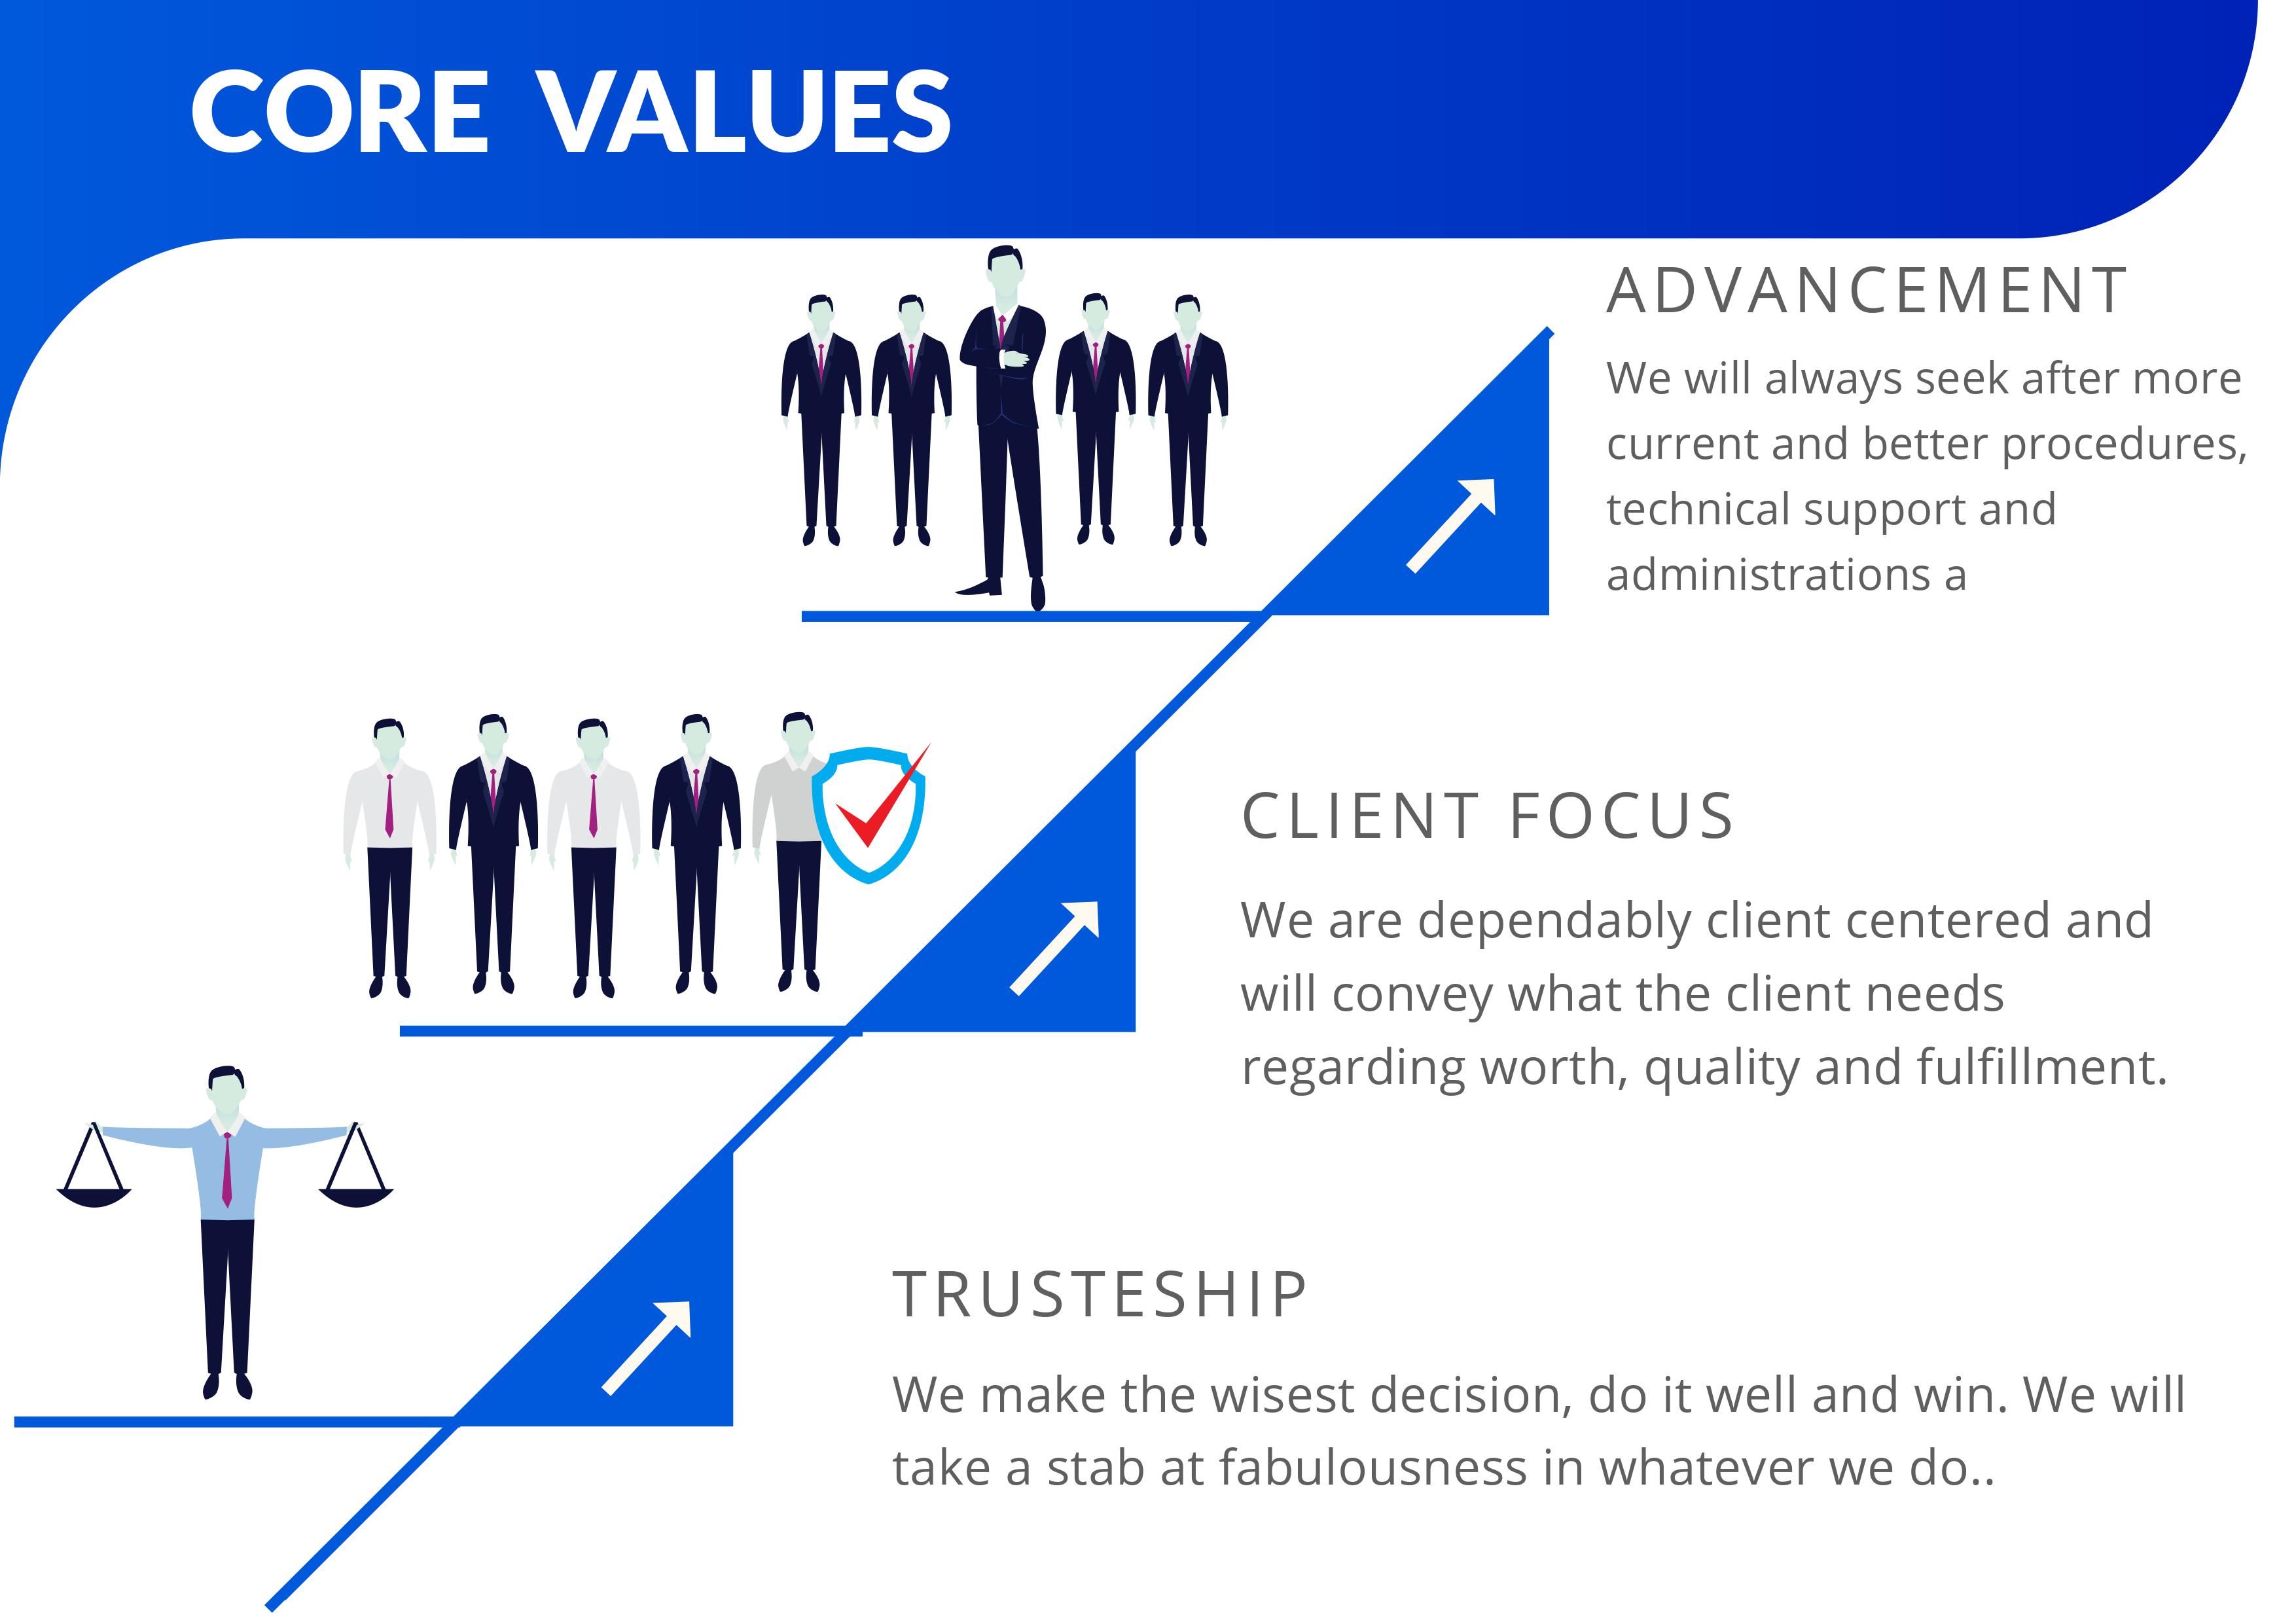 CORE VALUES
ADVANCEMENT
We will always seek after more
current and better procedures,
technical support and
administrations a
CLIENT FOCUS
We are dependably client centered and
will convey what the client needs
regarding worth, quality and fulfillment.
TRUSTESHIP
We make the wisest decision, do it well and win. We will
take a stab at fabulousness in whatever we do..